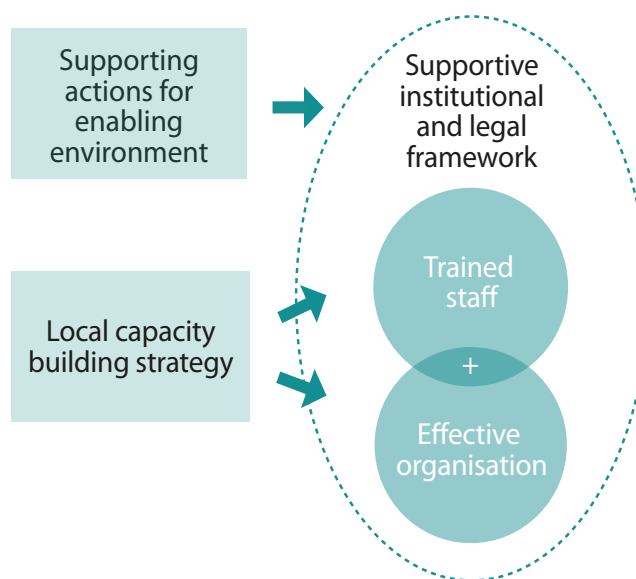 Supporting
actions for
enabling
environment
Supportive
institutional
and legal
framework
Local capacity
building strategy
Trained
staff
+
Effective
organisation